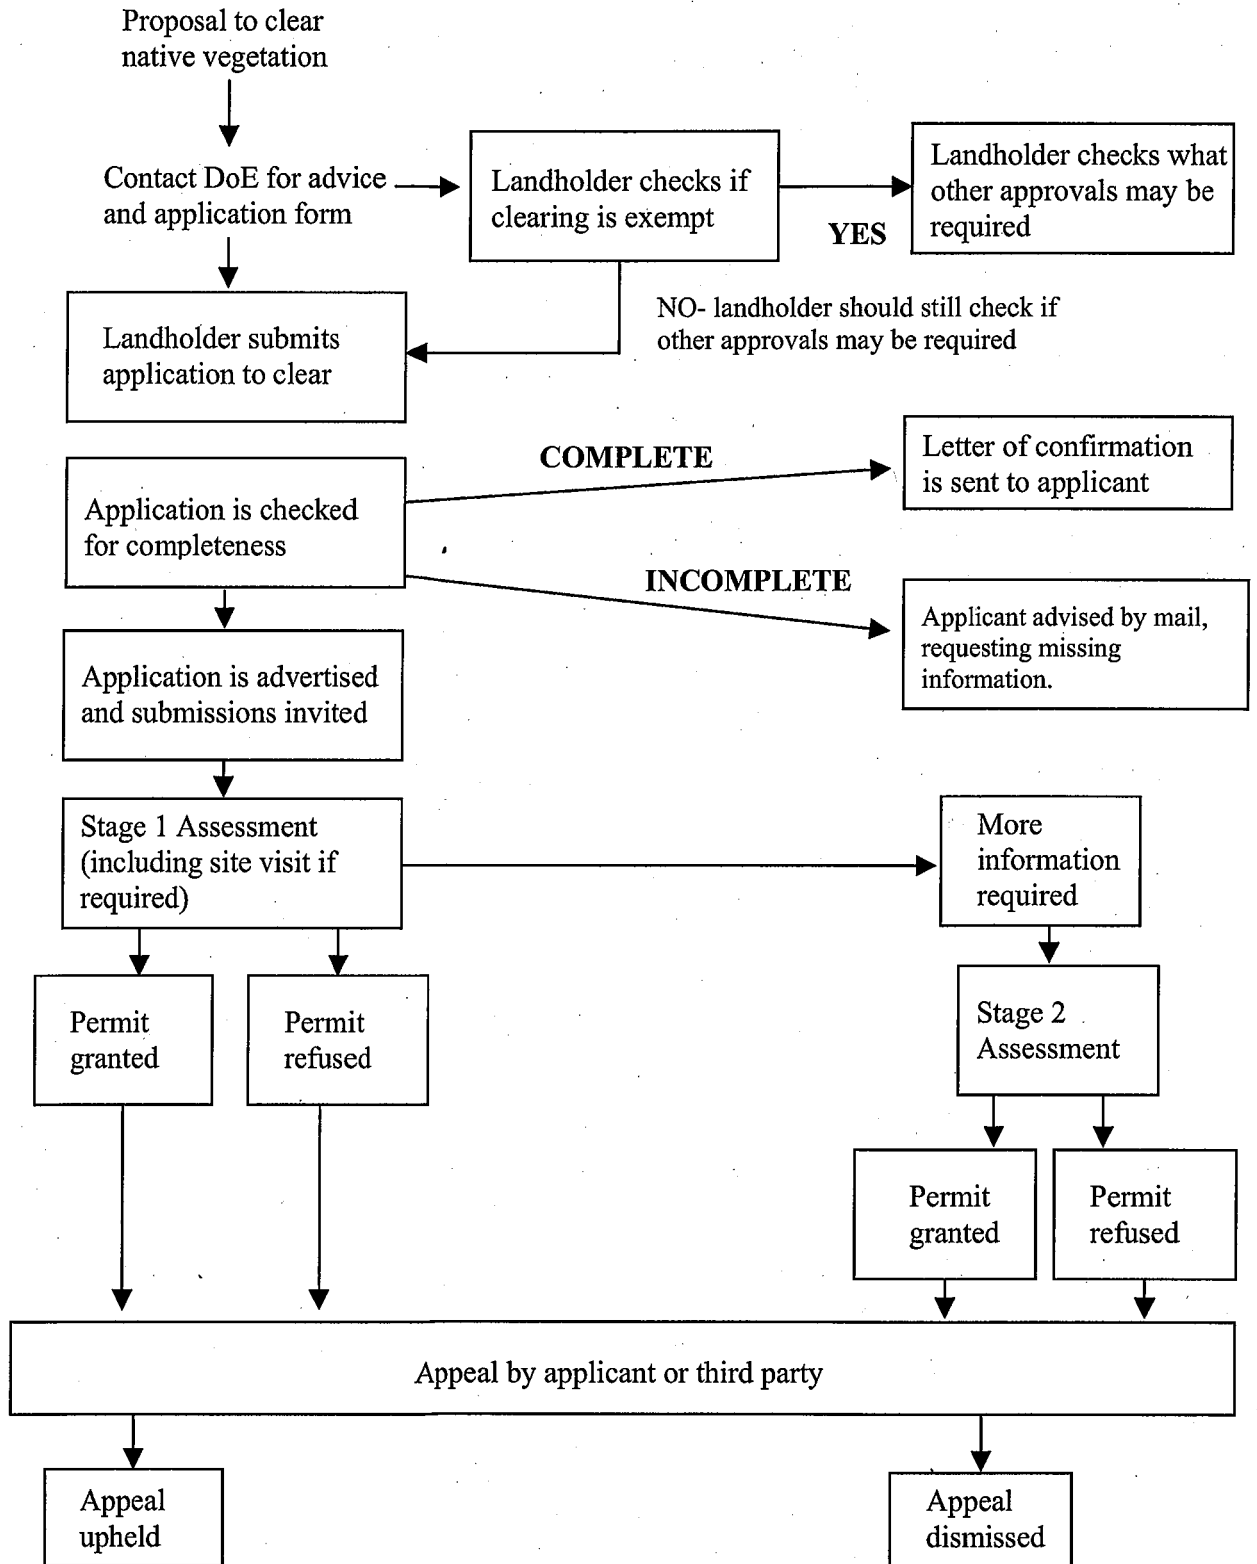 Proposal to clear
native vegetation
Contact DoE for advice
and application form
Landholder checks if
clearing is exempt
YES
Landholder checks what
other approvals may be
required
NO- landholder should still check if
other approvals may be required
Landholder submits
application to clear
COMPLETE
Letter of confirmation
is sent to applicant
Application is checked
for completeness
INCOMPLETE
Applicant advised by mail,
requesting missing
information.
Application is advertised
and submissions invited
Stage 1 Assessment
(including site visit if
required)
More
information
required
Permit
granted
Permit
refused
Stage 2
Assessment
Permit
granted
Permit
refused
Appeal by applicant or third party
Appeal
upheld
Appeal
dismissed